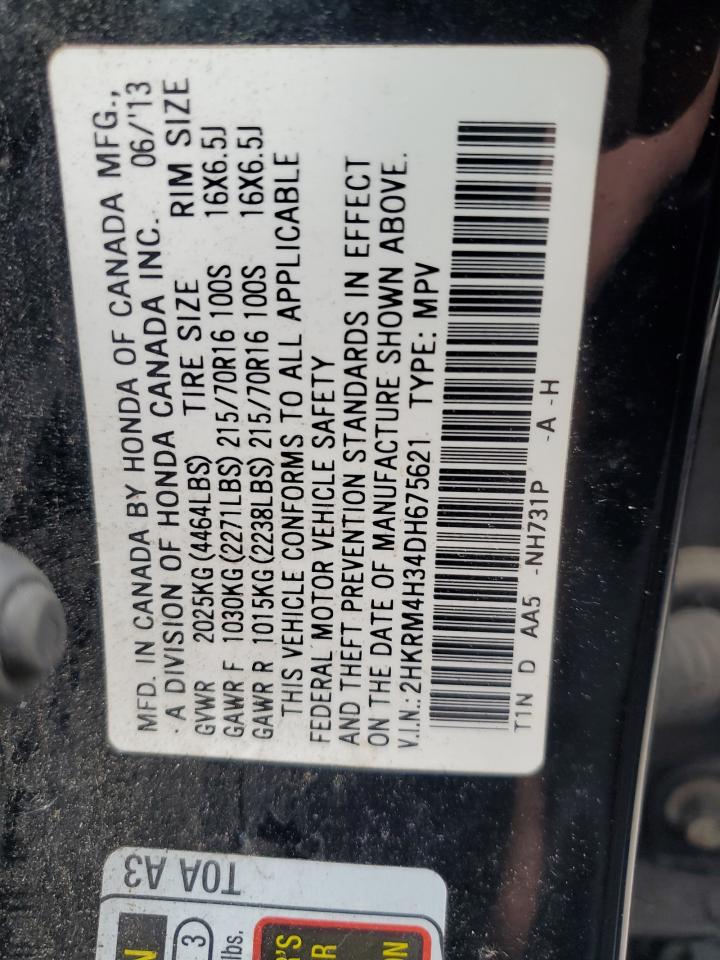 MFD. IN CANADA BY HONDA OF CANADA MFG.,
A DIVISION OF HONDA CANADA INC. 06/'13
GVWR 2025KG (4464LBS) TIRE SIZE RIM SIZE
GAWR F 1030KG (2271LBS) 215/70R16 100S 16X6.5J
GAWR R 1015KG (2238LBS) 215/70R16 100S 16X6.5J
THIS VEHICLE CONFORMS TO ALL APPLICABLE
FEDERAL MOTOR VEHICLE SAFETY
AND THEFT PREVENTION STANDARDS IN EFFECT
ON THE DATE OF MANUFACTURE SHOWN ABOVE.
V.I.N.: 2HKRM4H34DH675621 TYPE: MPV
T1N D AA5 -NH731P -A -H
T0A A3
3
lbs.